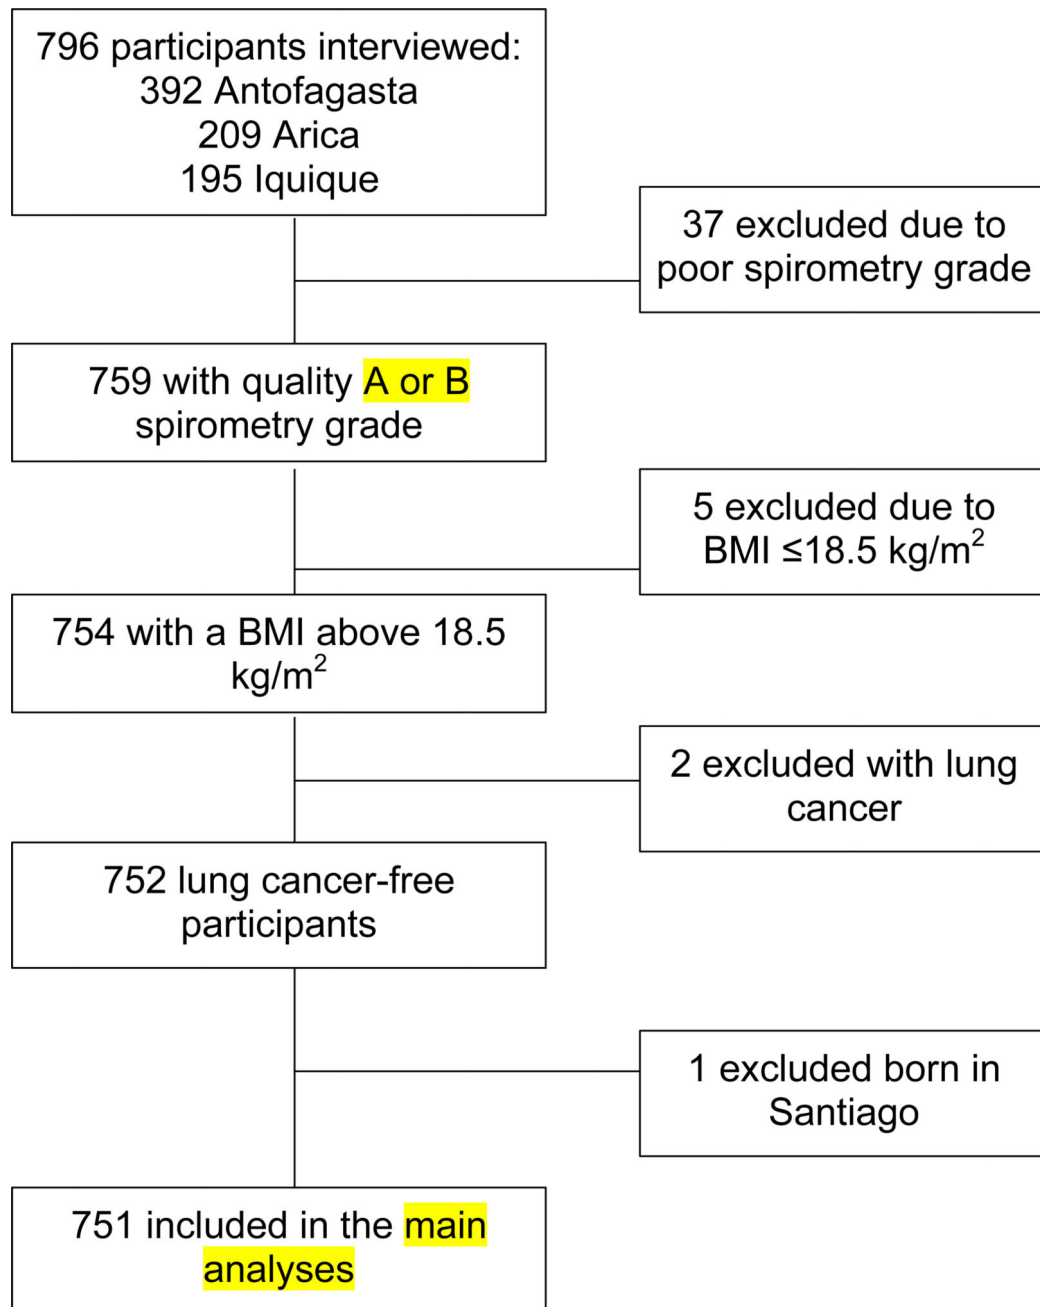 796 participants interviewed:
392 Antofagasta
209 Arica
195 Iquique
37 excluded due to
poor spirometry grade
759 with quality A or B
spirometry grade
5 excluded due to
BMI ≤18.5 kg/m²
754 with a BMI above 18.5
kg/m²
2 excluded with lung
cancer
752 lung cancer-free
participants
1 excluded born in
Santiago
751 included in the main
analyses